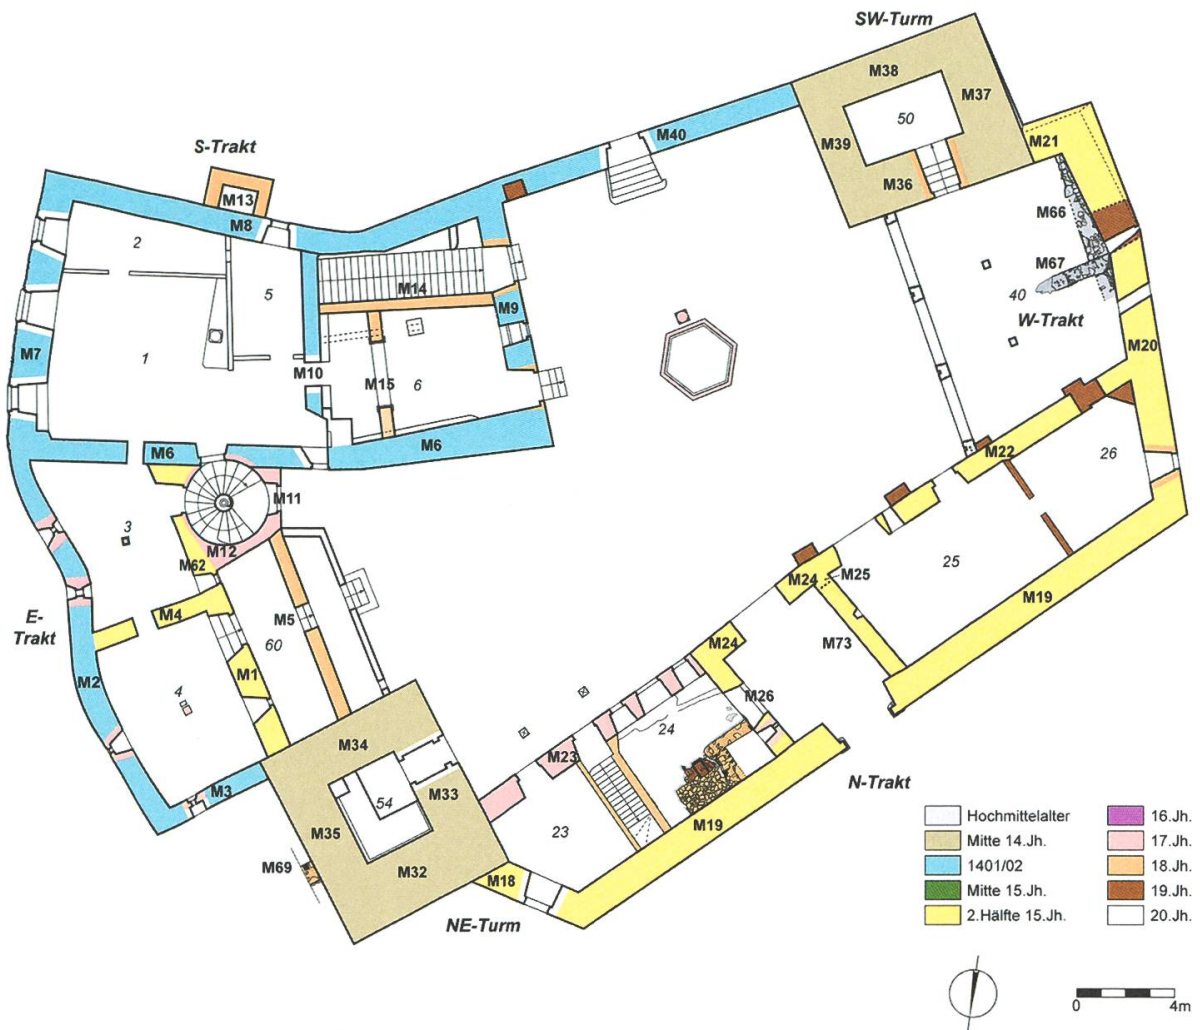 SW-Turm
M38
M37
50
M39
M36
M40
M21
M66
M67
40
W-Trakt
M20
S-Trakt
M13
M8
2
5
M14
M9
M7
1
M10
M15
6
M6
M6
M22
26
M11
3
M12
M62
M24
M25
25
M19
E-
Trakt
M4
M5
60
M73
M24
M2
M1
4
M26
24
M34
M23
N-Trakt
M3
54
M33
M35
23
M19
M69
M32
M18
NE-Turm
Hochmittelalter
Mitte 14.Jh.
1401/02
Mitte 15.Jh.
2.Hälfte 15.Jh.
16.Jh.
17.Jh.
18.Jh.
19.Jh.
20.Jh.
0
4m